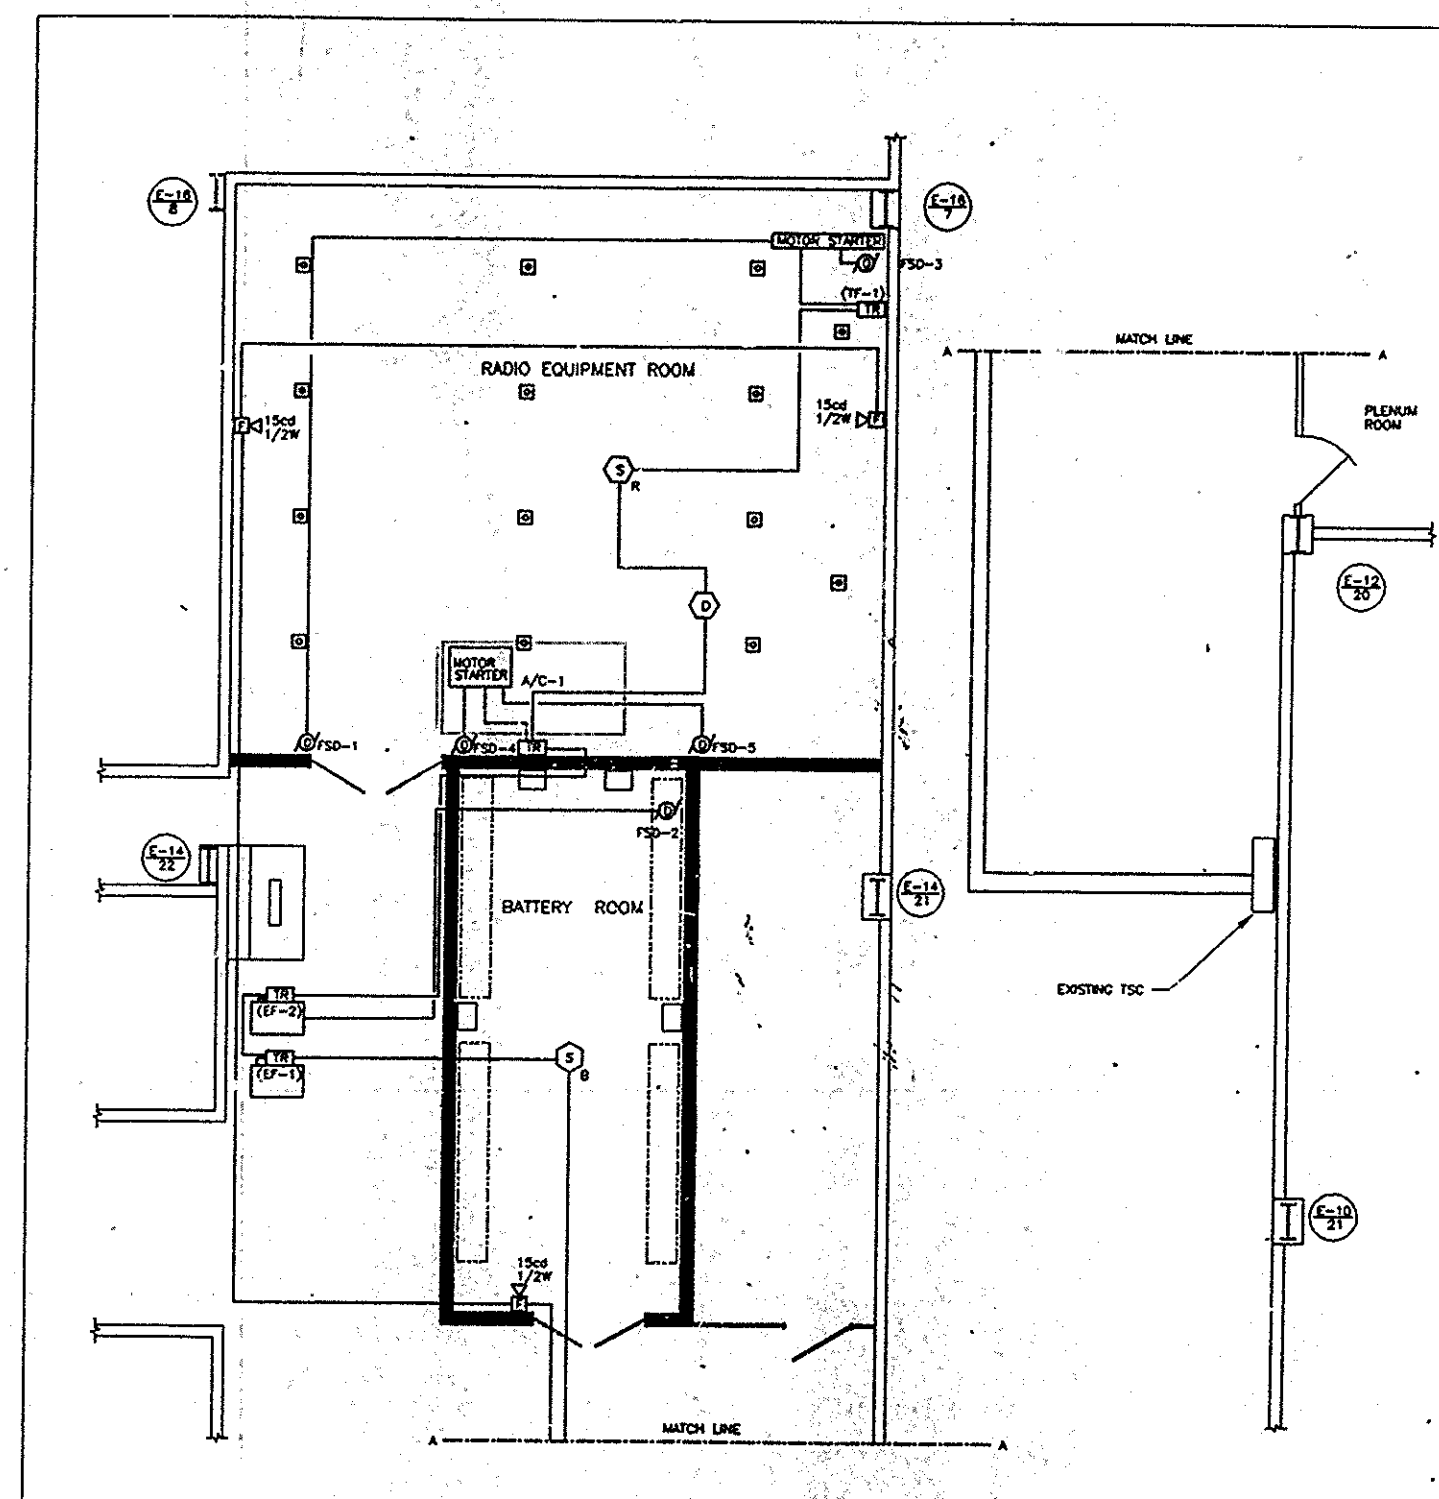 E-16
8
E-16
7
MOTOR STARTER
D
FSD-3
(TF-1)
TR
MATCH LINE
A
A
RADIO EQUIPMENT ROOM
PLENUM
ROOM
15cd
1/2W
F
15cd
1/2W
F
S
R
E-12
20
D
MOTOR
STARTER
A/C-1
D
FSD-1
D
FSD-4
TR
D
FSD-5
D
FSD-2
E-14
22
E-14
21
BATTERY ROOM
EXISTING TSC
TR
(EF-2)
TR
(EF-1)
S
B
E-10
21
15cd
1/2W
F
MATCH LINE
A
A